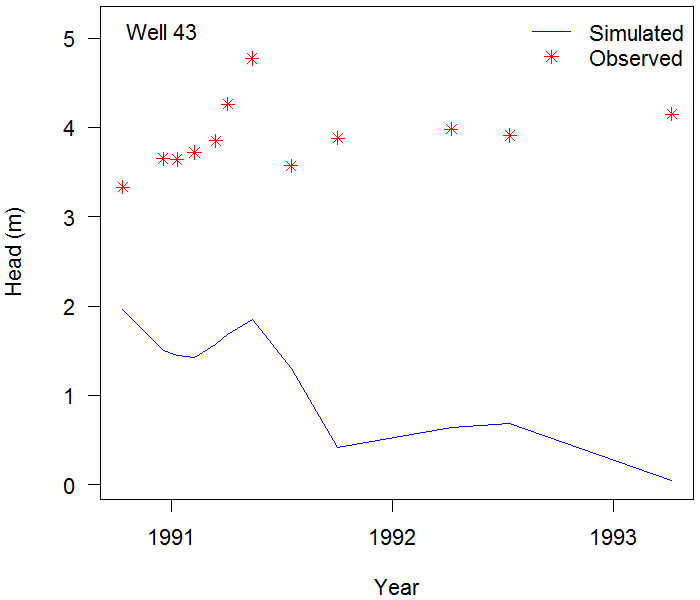 Well 43
Simulated
Observed
5
4
3
2
1
0
Head (m)
1991
1992
1993
Year